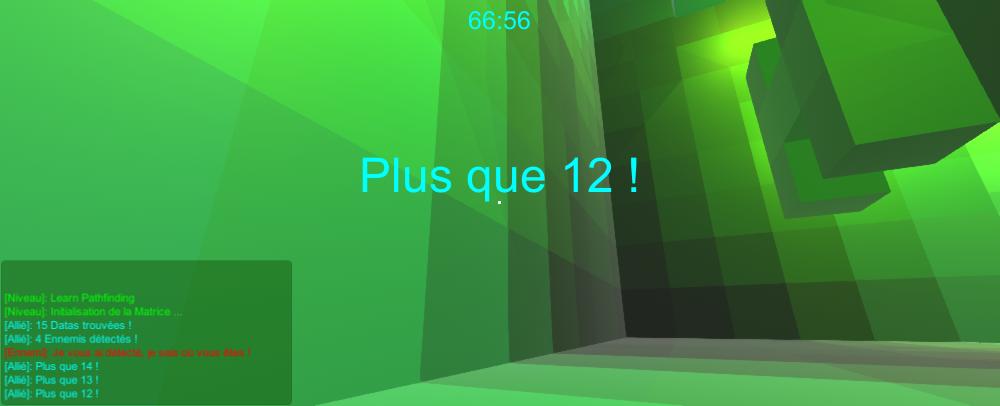 66:56
Plus que 12 !
[Niveau]: Learn Pathfinding
[Niveau]: Initialisation de la Matrice ...
[Allié]: 15 Datas trouvées !
[Allié]: 4 Ennemis détectés !
[Ennemi]: Je vous ai détecté, je sais où vous êtes !
[Allié]: Plus que 14 !
[Allié]: Plus que 13 !
[Allié]: Plus que 12 !